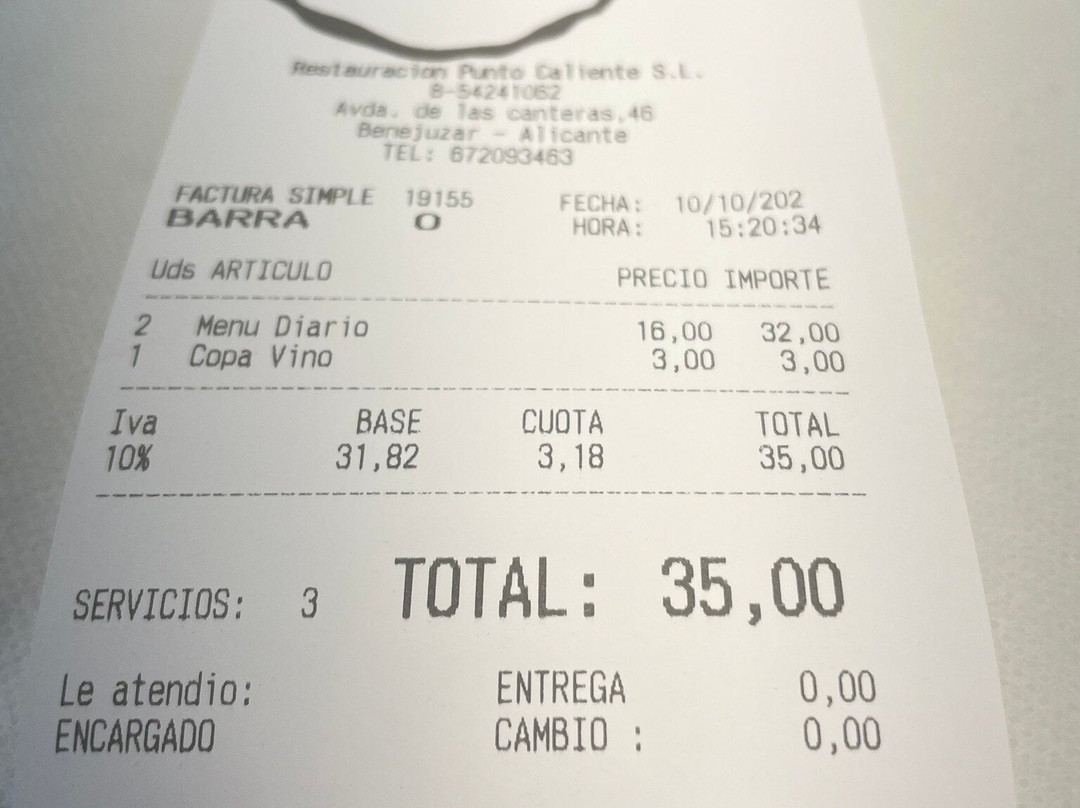 Restauracion Punto Caliente S.L.
B-54241062
Avda. de las canteras,46
Benejuzar - Alicante
TEL: 672093463
FACTURA SIMPLE 19155 FECHA: 10/10/202
BARRA 0 HORA: 15:20:34
Uds ARTICULO PRECIO IMPORTE
2 Menu Diario 16,00 32,00
1 Copa Vino 3,00 3,00
Iva BASE CUOTA TOTAL
10% 31,82 3,18 35,00
SERVICIOS: 3 TOTAL: 35,00
Le atendio: ENTREGA 0,00
ENCARGADO CAMBIO : 0,00